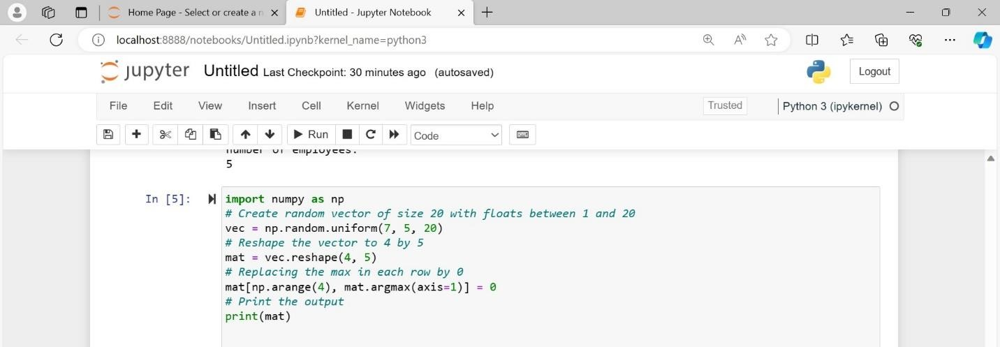 Home Page - Select or create a n
Untitled - Jupyter Notebook
localhost:8888/notebooks/Untitled.ipynb?kernel_name=python3
jupyter Untitled Last Checkpoint: 30 minutes ago (autosaved)
Logout
File Edit View Insert Cell Kernel Widgets Help
Trusted
Python 3 (ipykernel)
Run
Code
number of employees:
5
In [5]:
import numpy as np
# Create random vector of size 20 with floats between 1 and 20
vec = np.random.uniform(7, 5, 20)
# Reshape the vector to 4 by 5
mat = vec.reshape(4, 5)
# Replacing the max in each row by 0
mat[np.arange(4), mat.argmax(axis=1)] = 0
# Print the output
print(mat)